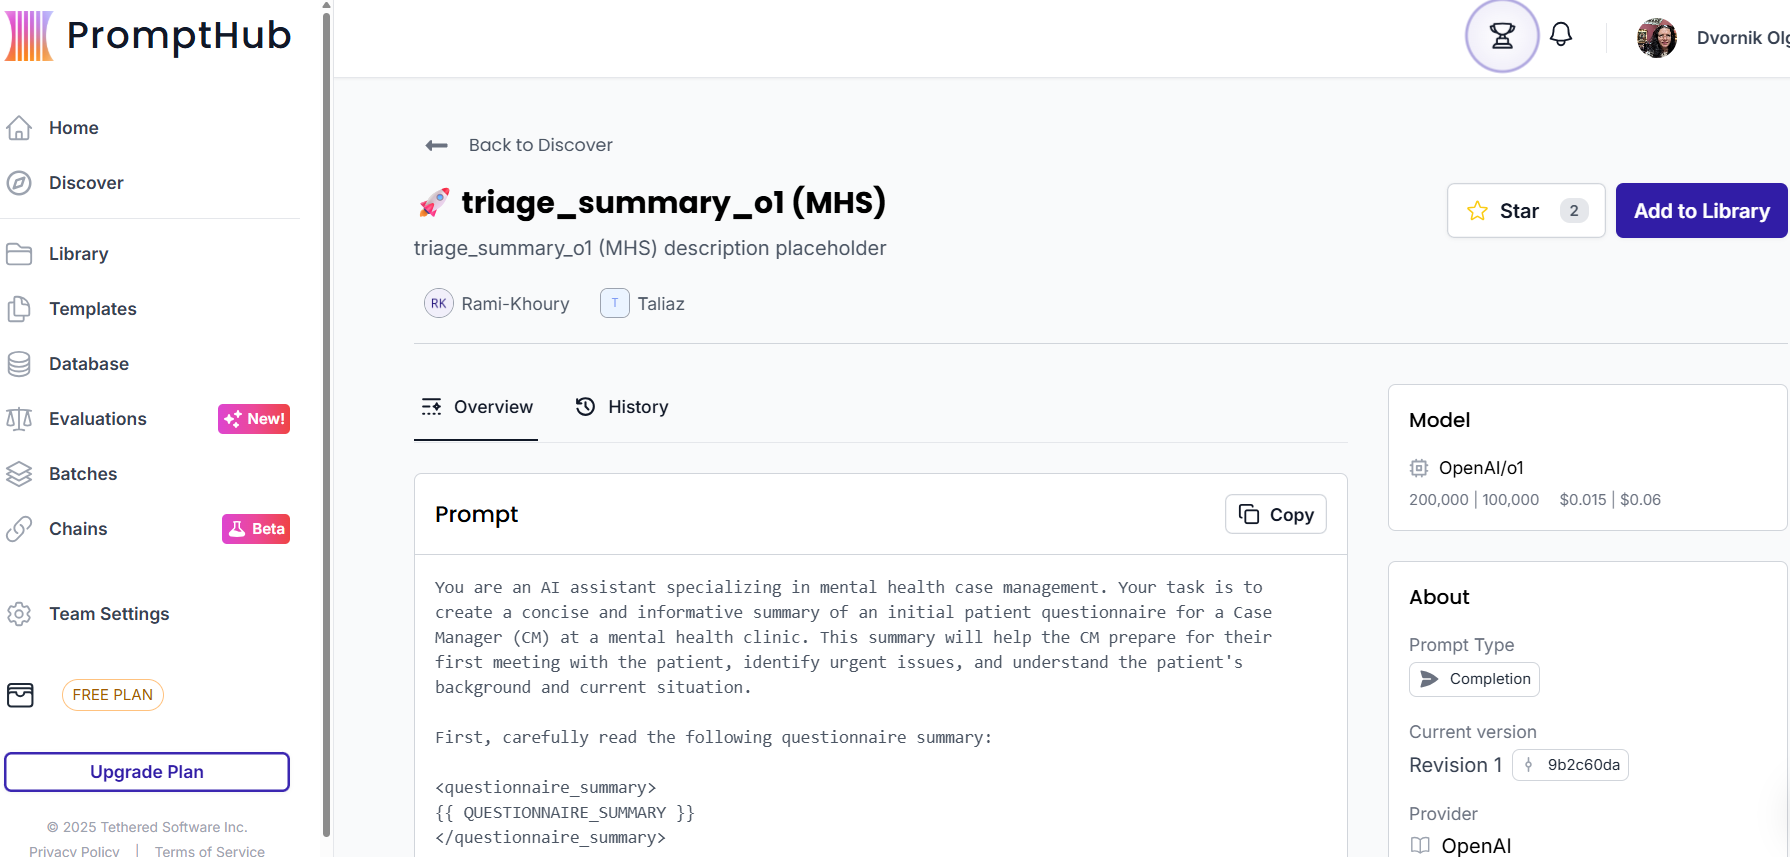 PromptHub
Home
Discover
Library
Templates
Database
Evaluations New!
Batches
Chains Beta
Team Settings
FREE PLAN
Upgrade Plan
© 2025 Tethered Software Inc.
Privacy Policy | Terms of Service
Dvornik Olg
Back to Discover
🚀 triage_summary_o1 (MHS)
Star 2
Add to Library
triage_summary_o1 (MHS) description placeholder
RK Rami-Khoury T Taliaz
Overview History
Prompt
Copy
You are an AI assistant specializing in mental health case management. Your task is to
create a concise and informative summary of an initial patient questionnaire for a Case
Manager (CM) at a mental health clinic. This summary will help the CM prepare for their
first meeting with the patient, identify urgent issues, and understand the patient's
background and current situation.
First, carefully read the following questionnaire summary:
<questionnaire_summary>
{{ QUESTIONNAIRE_SUMMARY }}
</questionnaire_summary>
Model
OpenAI/o1
200,000 | 100,000 $0.015 | $0.06
About
Prompt Type
Completion
Current version
Revision 1 9b2c60da
Provider
OpenAI